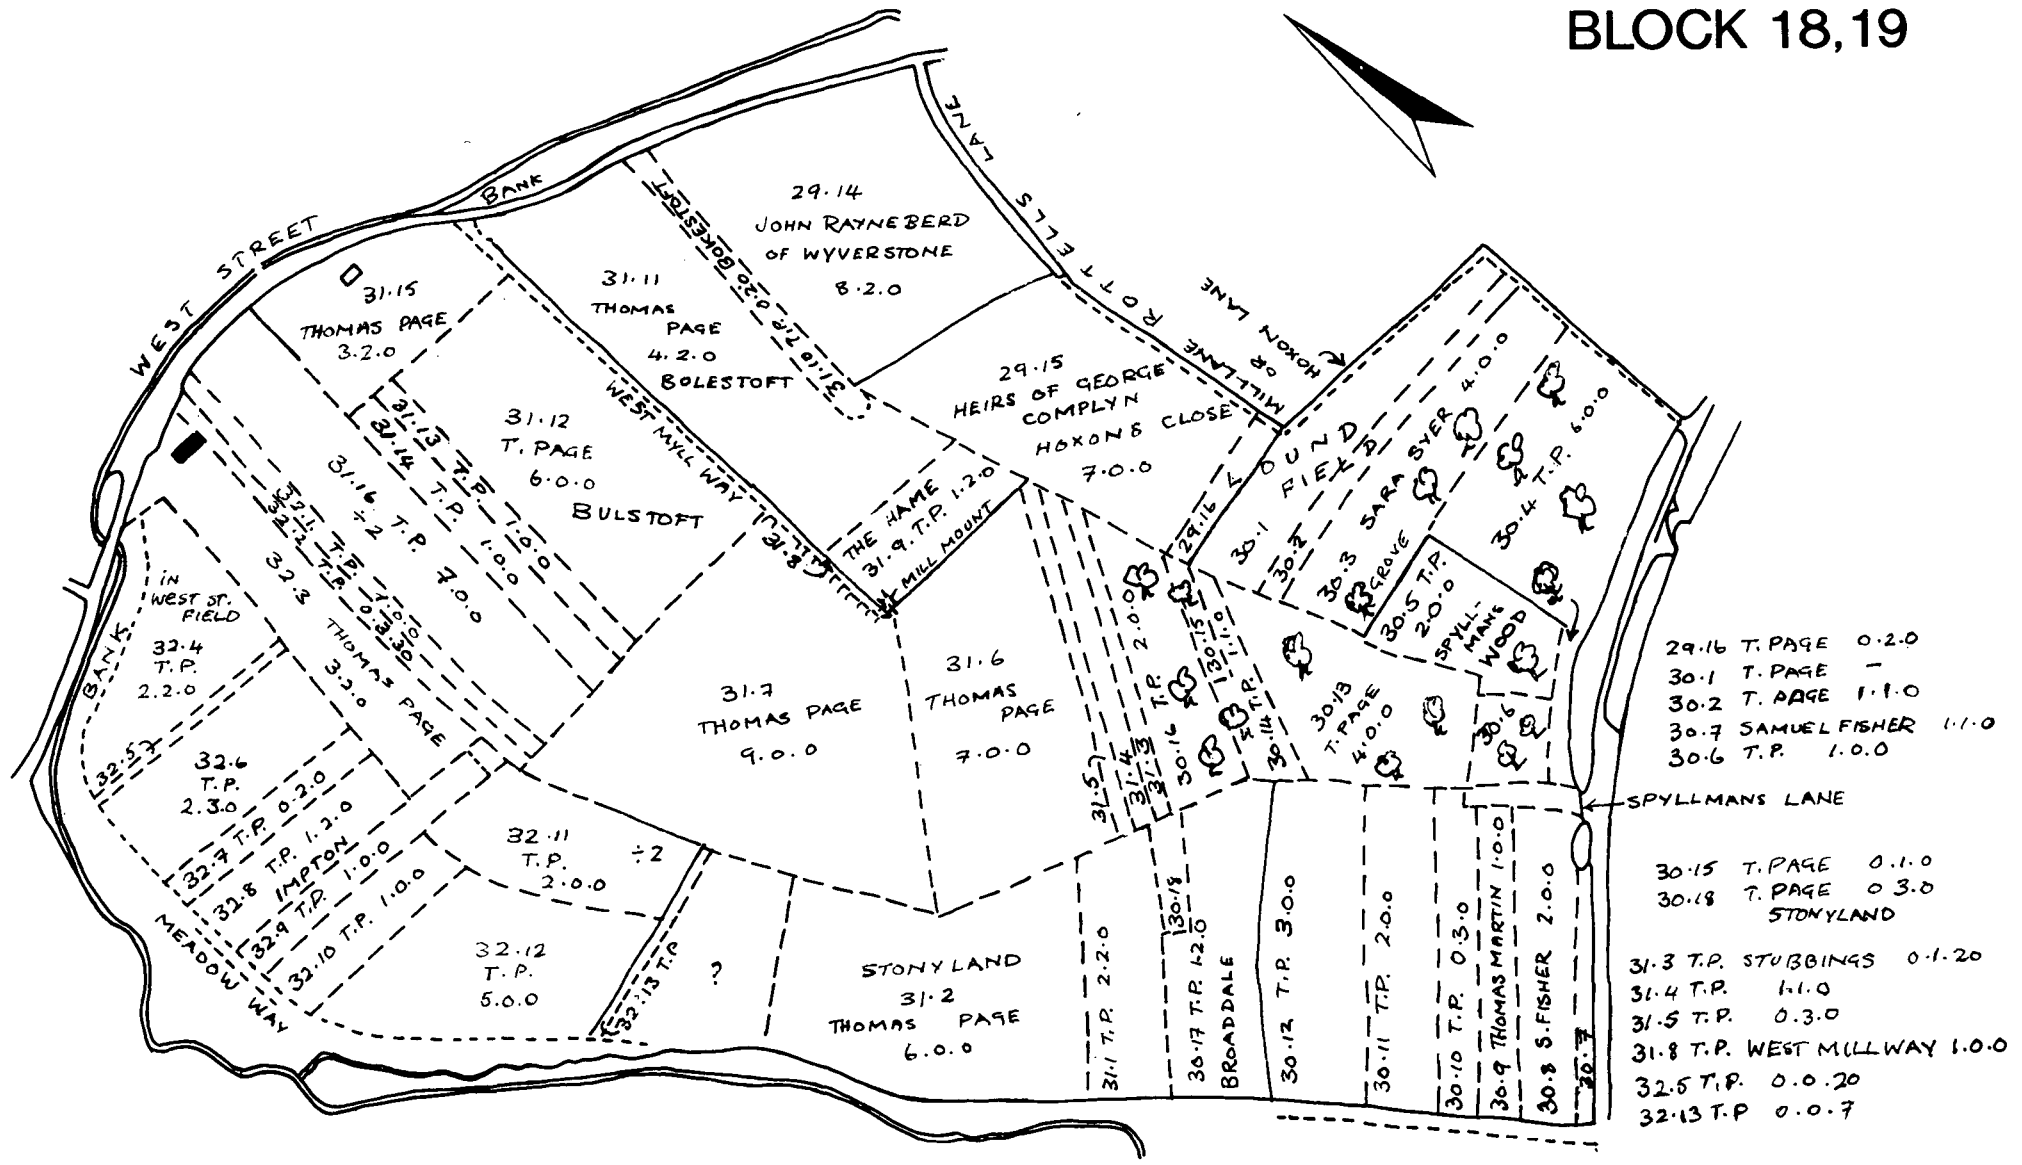 BLOCK 18,19
WEST STREET
BANK
ROTTELLS LANE
MILL LANE
OR
HOXON LANE
29.14
JOHN RAYNEBERD
OF WYVERSTONE
8.2.0
31.10 T.P. 0.20 BOKESTOFT
31.11
THOMAS
PAGE
4.2.0
BOLESTOFT
31.15
THOMAS PAGE
3.2.0
31.12
T. PAGE
6.0.0
BULSTOFT
WEST MYLL WAY
31.8
31.13 T.P. 1.0.0
31.14 T.P. 1.0.0
31.16 T.P. 7.0.0
÷2
32.1 T.P. 1.0.0
32.2 T.P. 0.3.30
32.3 THOMAS PAGE
3.2.0
29.15
HEIRS OF GEORGE
COMPLYN
HOXONS CLOSE
7.0.0
THE HAME
31.9. T.P. 1.2.0
MILL MOUNT
29.16
LOUND
FIELD
30.1
30.2
30.3 SARA SYER 4.0.0
GROVE
30.4 T.P. 6.0.0
30.5 T.P.
2.0.0
SPYLL-
MANS
WOOD
30.6
30.13
T. PAGE
4.0.0
30.14 T.P.
30.15 1.1.0
30.16 T.P. 2.0.0
31.3
31.4
31.5
31.6
THOMAS
PAGE
7.0.0
31.7
THOMAS PAGE
9.0.0
BANK
IN
WEST ST.
FIELD
32.4
T.P.
2.2.0
32.5
32.6
T.P.
2.3.0
32.7 T.P. 0.2.0
32.8 T.P. 1.2.0
IMPTON
32.9 T.P. 1.0.0
32.10 T.P. 1.0.0
MEADOW WAY
32.11
T.P. ÷2
2.0.0
32.12
T.P.
5.0.0
32.13 T.P
?
STONYLAND
31.2
THOMAS PAGE
6.0.0
31.1 T.P. 2.2.0
30.18
30.17 T.P. 1.2.0
BROADDALE
30.12 T.P. 3.0.0
30.11 T.P. 2.0.0
30.10 T.P. 0.3.0
30.9 THOMAS MARTIN 1.0.0
30.8 S. FISHER 2.0.0
30.7
29.16 T. PAGE 0.2.0
30.1 T. PAGE –
30.2 T. PAGE 1.1.0
30.7 SAMUEL FISHER 1.1.0
30.6 T.P. 1.0.0
SPYLLMANS LANE
30.15 T. PAGE 0.1.0
30.18 T. PAGE 0 3.0
STONYLAND
31.3 T.P. STUBBINGS 0.1.20
31.4 T.P. 1.1.0
31.5 T.P. 0.3.0
31.8 T.P. WEST MILLWAY 1.0.0
32.5 T.P. 0.0.20
32.13 T.P 0.0.7